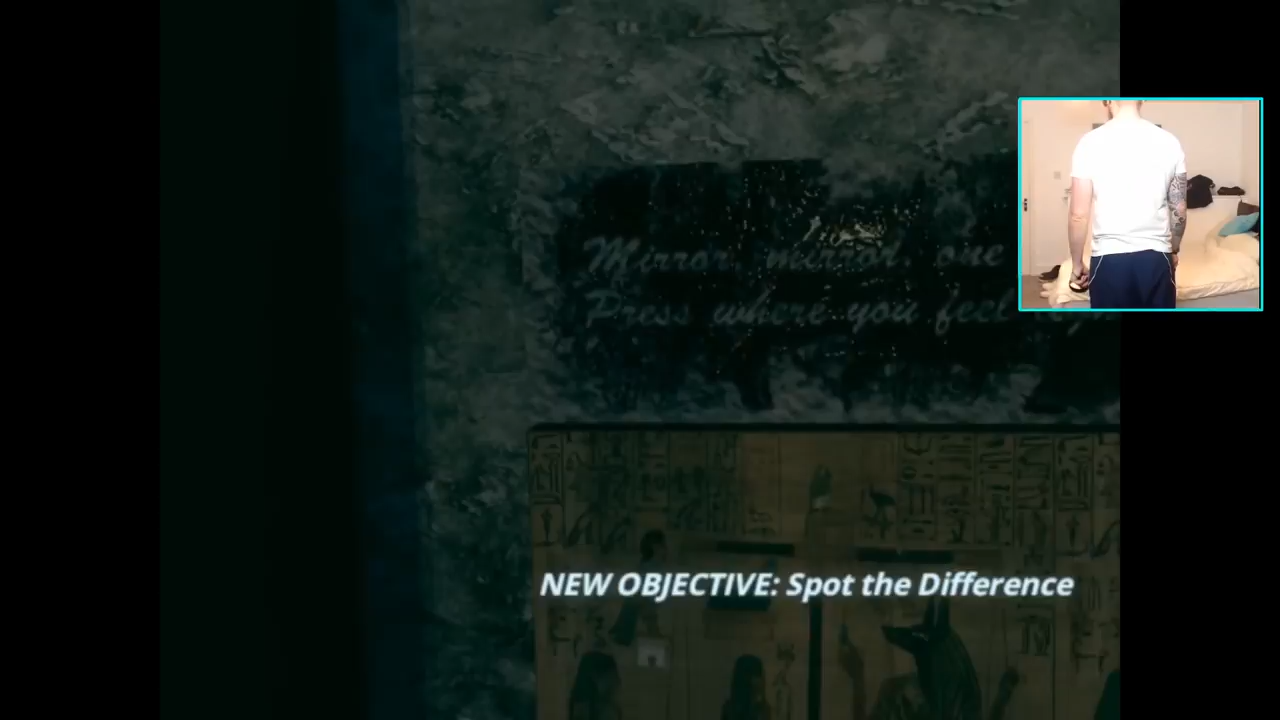 Mirror, mirror, one
Press where you feel
NEW OBJECTIVE: Spot the Difference